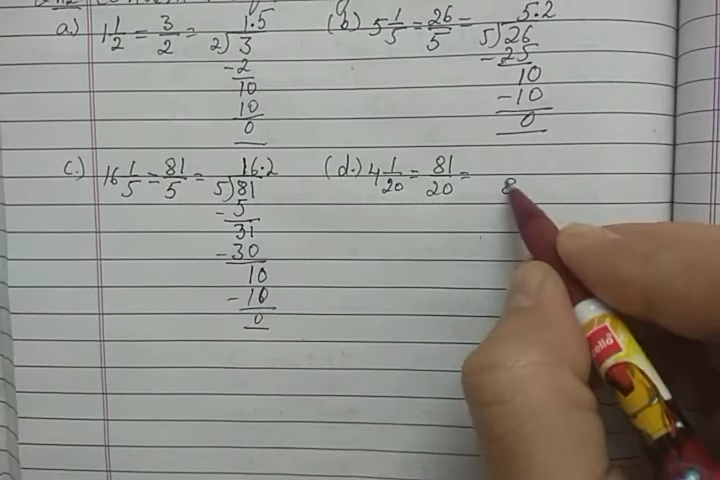 a.) 1 1/2 = 3/2 = 2)3 1.5
-2
10
10
0
(b) 5 1/5 = 26/5 = 5)26 5.2
-25
10
-10
0
c.) 16 1/5 = 81/5 = 5)81 16.2
-5
31
-30
10
-10
0
(d.) 4 1/20 = 81/20 = 8
cello